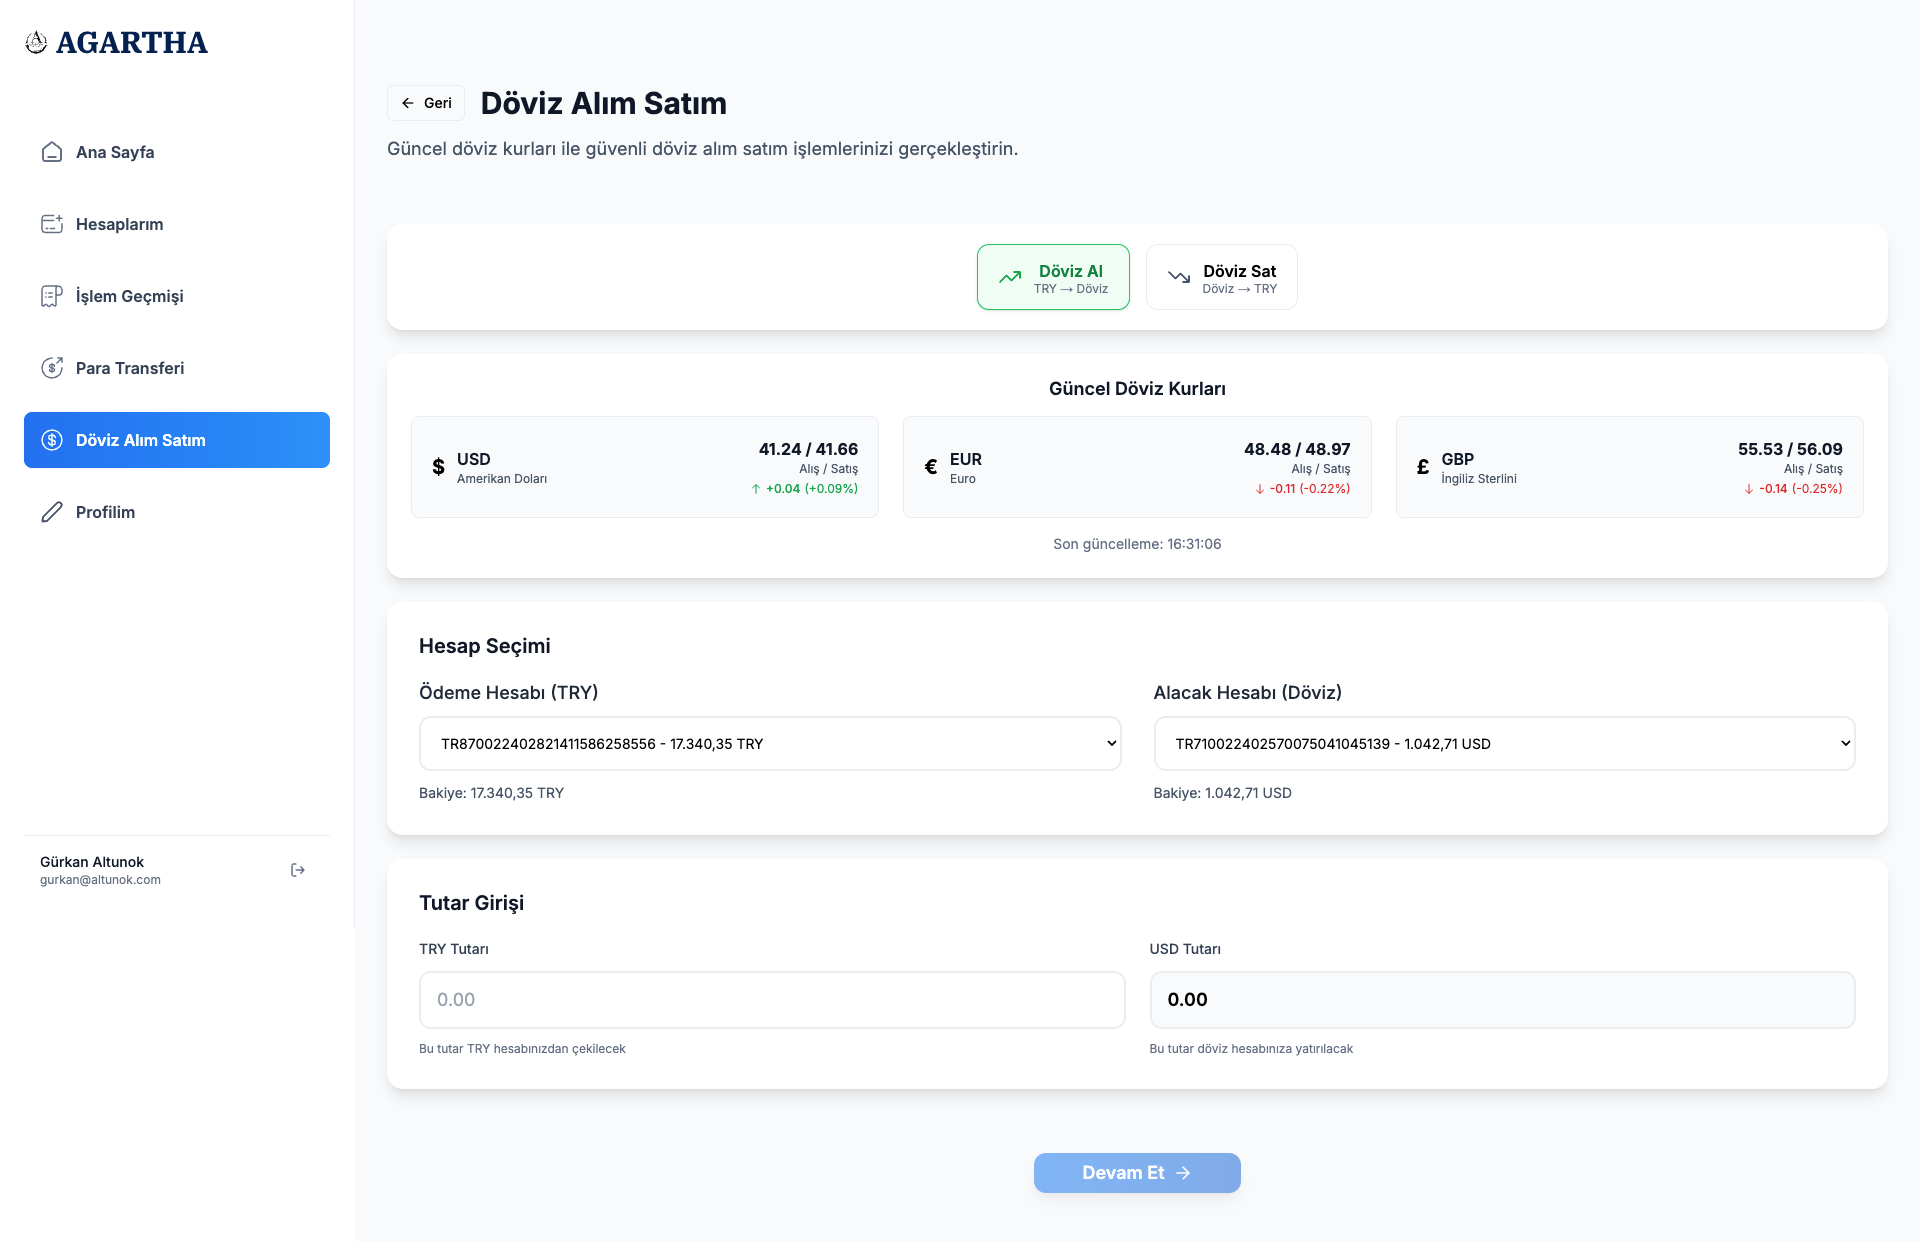 AGARTHA
Ana Sayfa
Hesaplarım
İşlem Geçmişi
Para Transferi
Döviz Alım Satım
Profilim
Gürkan Altunok
gurkan@altunok.com
← Geri
Döviz Alım Satım
Güncel döviz kurları ile güvenli döviz alım satım işlemlerinizi gerçekleştirin.
Döviz Al
TRY → Döviz
Döviz Sat
Döviz → TRY
Güncel Döviz Kurları
$ USD
Amerikan Doları
41.24 / 41.66
Alış / Satış
↑ +0.04 (+0.09%)
€ EUR
Euro
48.48 / 48.97
Alış / Satış
↓ -0.11 (-0.22%)
£ GBP
İngiliz Sterlini
55.53 / 56.09
Alış / Satış
↓ -0.14 (-0.25%)
Son güncelleme: 16:31:06
Hesap Seçimi
Ödeme Hesabı (TRY)
TR870022402821411586258556 - 17.340,35 TRY
Bakiye: 17.340,35 TRY
Alacak Hesabı (Döviz)
TR710022402570075041045139 - 1.042,71 USD
Bakiye: 1.042,71 USD
Tutar Girişi
TRY Tutarı
0.00
Bu tutar TRY hesabınızdan çekilecek
USD Tutarı
0.00
Bu tutar döviz hesabınıza yatırılacak
Devam Et →